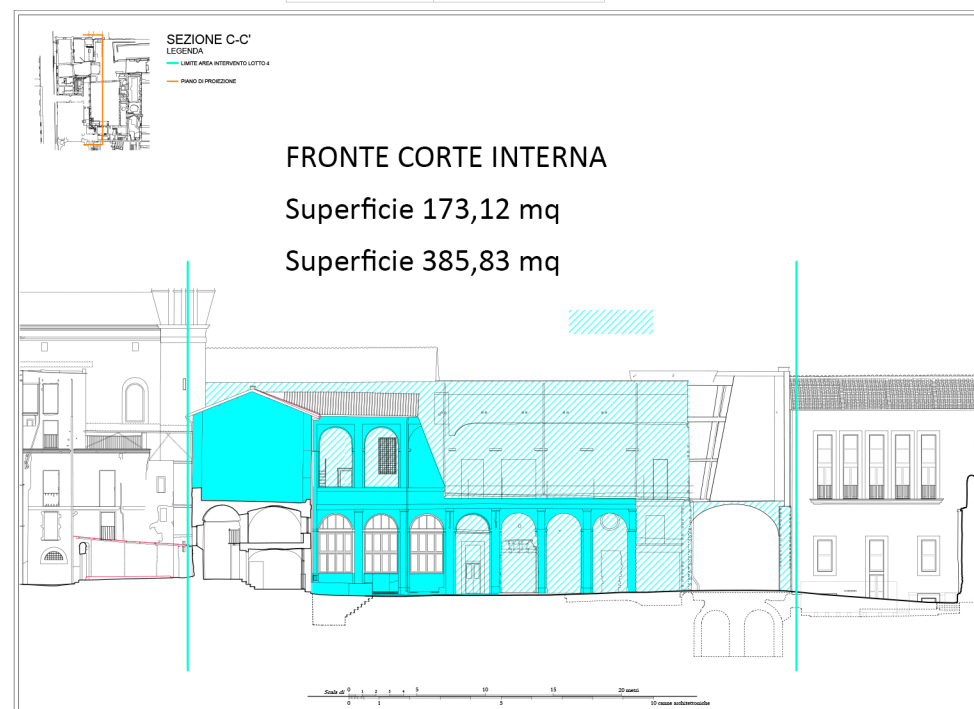 SEZIONE C-C'
LEGENDA
LIMITE AREA INTERVENTO LOTTO 4
PIANO DI PROIEZIONE
FRONTE CORTE INTERNA
Superficie 173,12 mq
Superficie 385,83 mq
Scala di 0 1 2 3 4 5 10 15 20 metri
0 1 5 10 canne architettoniche